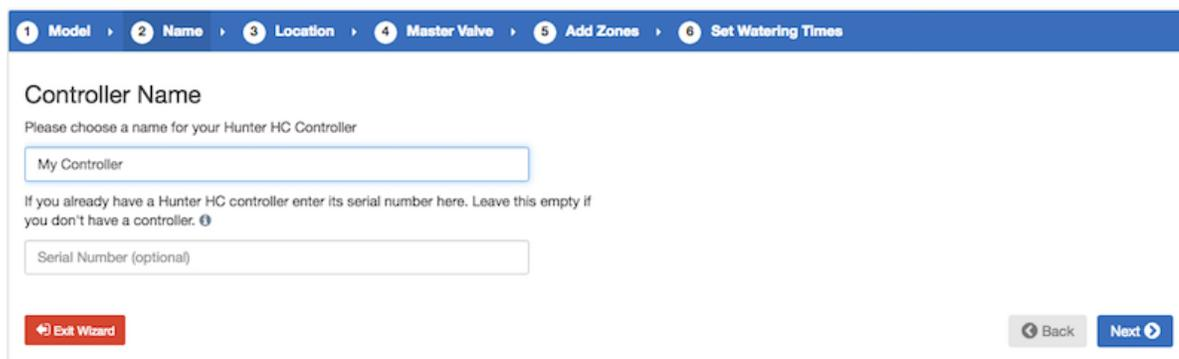 1 Model 2 Name 3 Location 4 Master Valve 5 Add Zones 6 Set Watering Times
Controller Name
Please choose a name for your Hunter HC Controller
My Controller
If you already have a Hunter HC controller enter its serial number here. Leave this empty if
you don't have a controller.
Serial Number (optional)
Exit Wizard
Back
Next